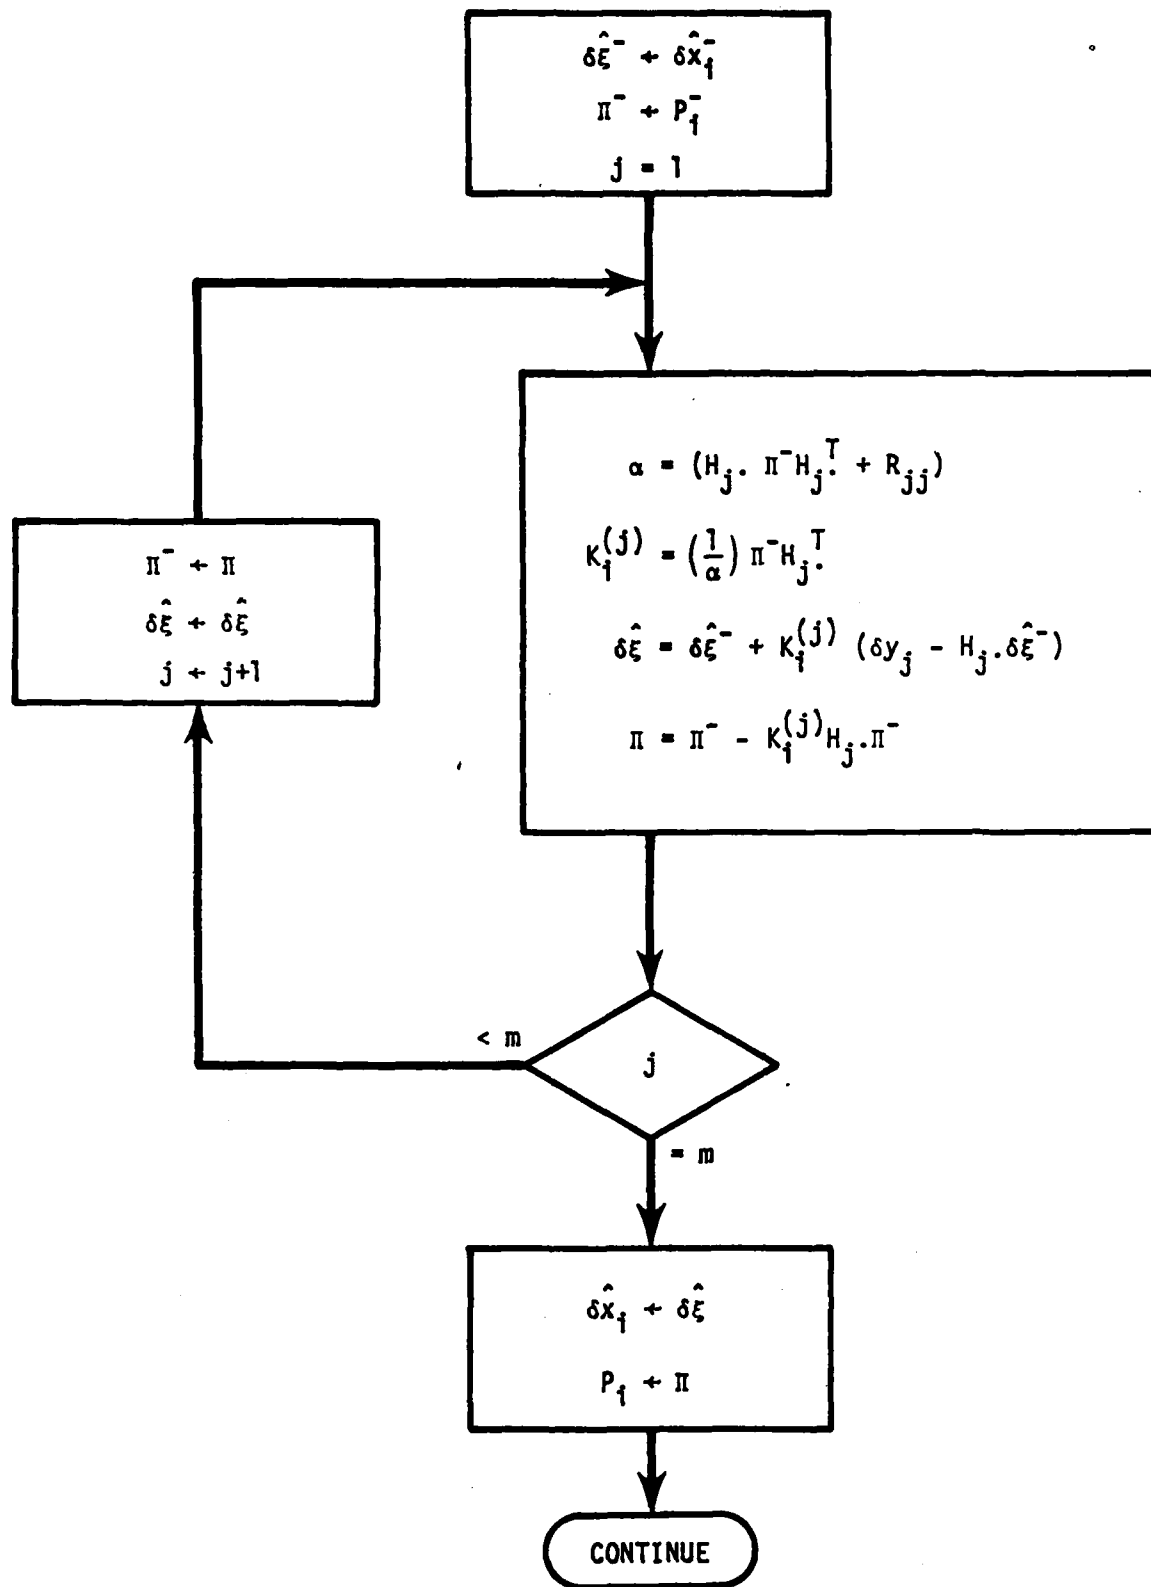 δξ̂⁻ ← δx̂ᵢ⁻
Π⁻ ← Pᵢ⁻
j = 1
α = (Hⱼ. Π⁻Hⱼ.ᵀ + Rⱼⱼ)
Kᵢ⁽ʲ⁾ = (1/α) Π⁻Hⱼ.ᵀ
Π⁻ ← Π
δξ̂ ← δξ̂
j ← j+1
δξ̂ = δξ̂⁻ + Kᵢ⁽ʲ⁾ (δyⱼ - Hⱼ.δξ̂⁻)
Π = Π⁻ - Kᵢ⁽ʲ⁾Hⱼ.Π⁻
< m
j
= m
δx̂ᵢ ← δξ̂
Pᵢ ← Π
CONTINUE